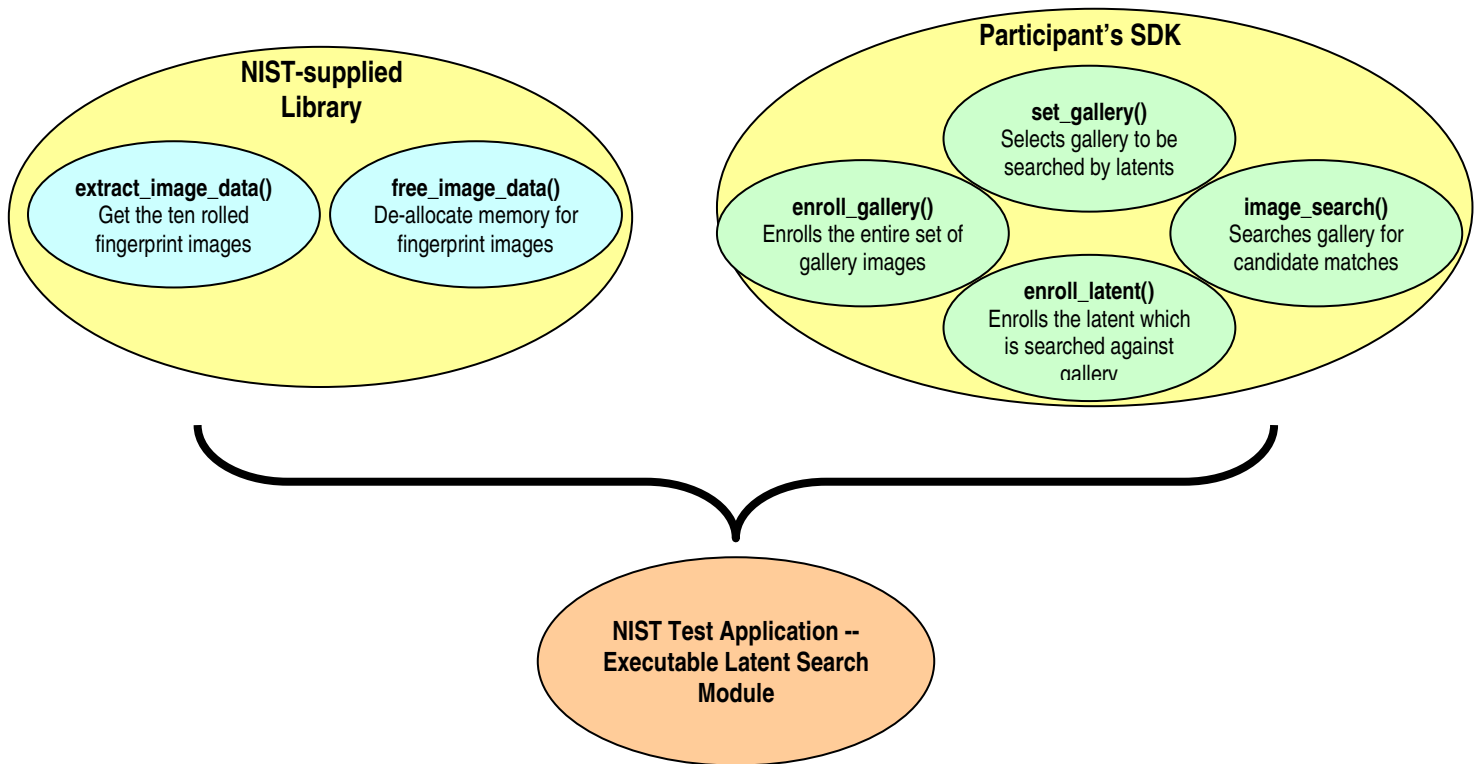 NIST-supplied
Library
extract_image_data()
Get the ten rolled
fingerprint images
free_image_data()
De-allocate memory for
fingerprint images
Participant's SDK
set_gallery()
Selects gallery to be
searched by latents
enroll_gallery()
Enrolls the entire set of
gallery images
image_search()
Searches gallery for
candidate matches
enroll_latent()
Enrolls the latent which
is searched against
gallery
NIST Test Application --
Executable Latent Search
Module